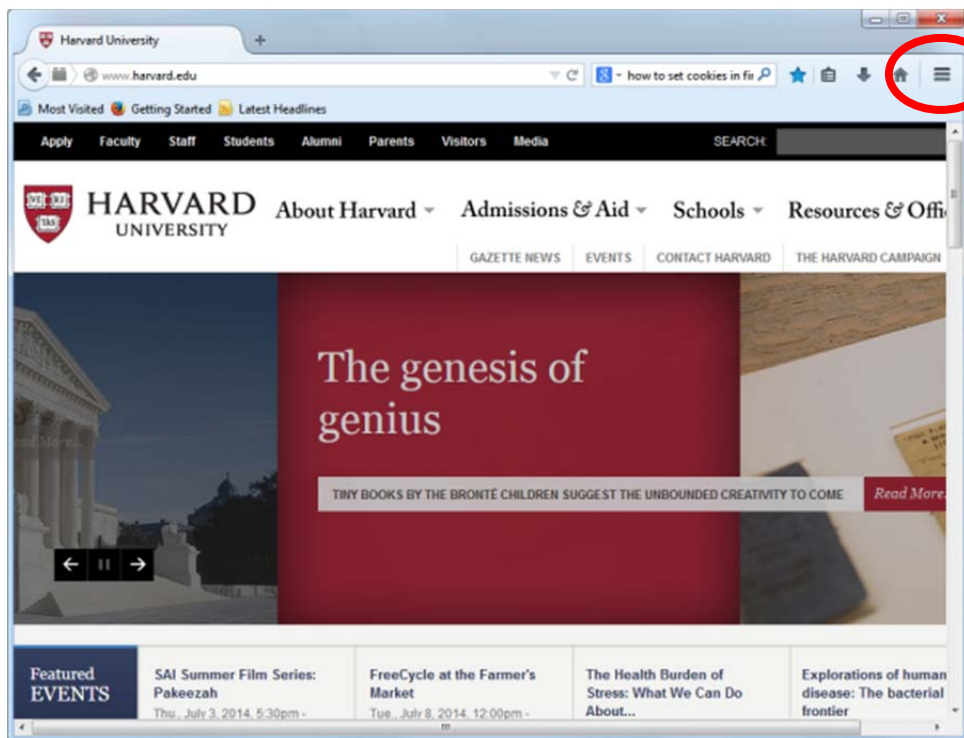 Harvard University
www.harvard.edu
how to set cookies in fir
Most Visited Getting Started Latest Headlines
Apply Faculty Staff Students Alumni Parents Visitors Media SEARCH:
HARVARD
UNIVERSITY
About Harvard Admissions & Aid Schools Resources & Offi
GAZETTE NEWS EVENTS CONTACT HARVARD THE HARVARD CAMPAIGN
The genesis of
genius
Read More...
TINY BOOKS BY THE BRONTË CHILDREN SUGGEST THE UNBOUNDED CREATIVITY TO COME Read More
Featured
EVENTS
SAI Summer Film Series:
Pakeezah
Thu., July 3, 2014, 5:30pm -
FreeCycle at the Farmer's
Market
Tue., July 8, 2014, 12:00pm -
The Health Burden of
Stress: What We Can Do
About...
Explorations of human
disease: The bacterial
frontier